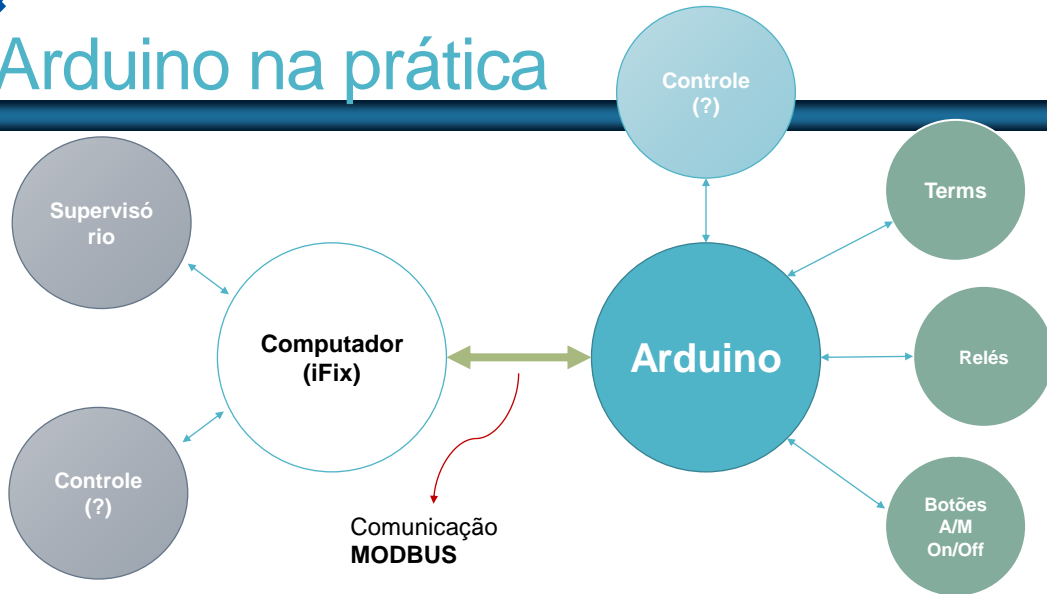 Arduino na prática
Controle
(?)
Supervisó
rio
Terms
Computador
(iFix)
Arduino
Relés
Controle
(?)
Botões
A/M
On/Off
Comunicação
MODBUS